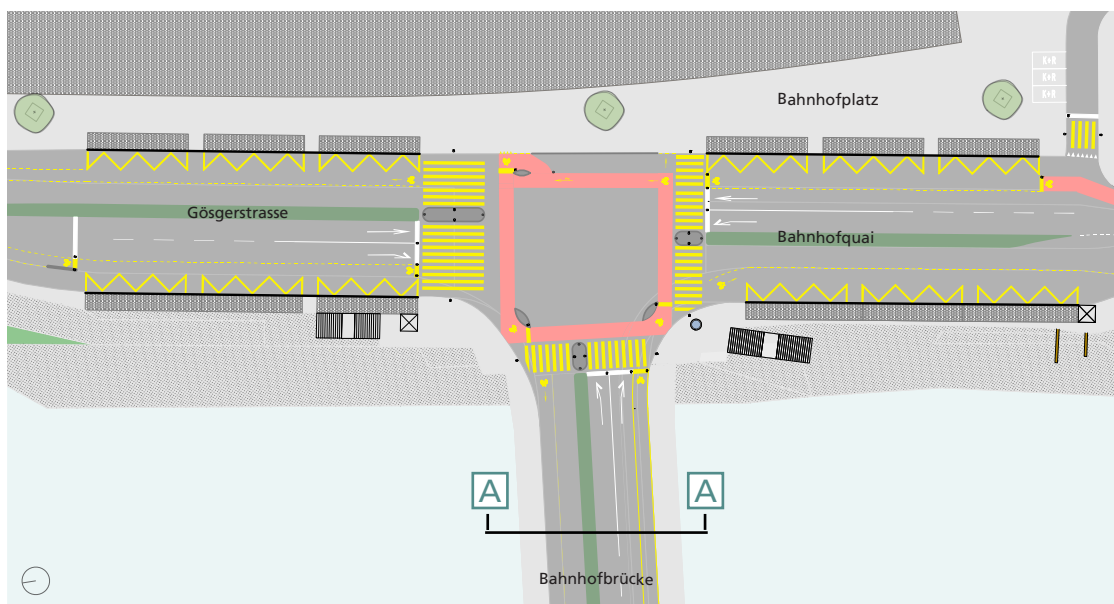 K+R
K+R
K+R
Bahnhofplatz
Gösgerstrasse
Bahnhofquai
A A
Bahnhofbrücke